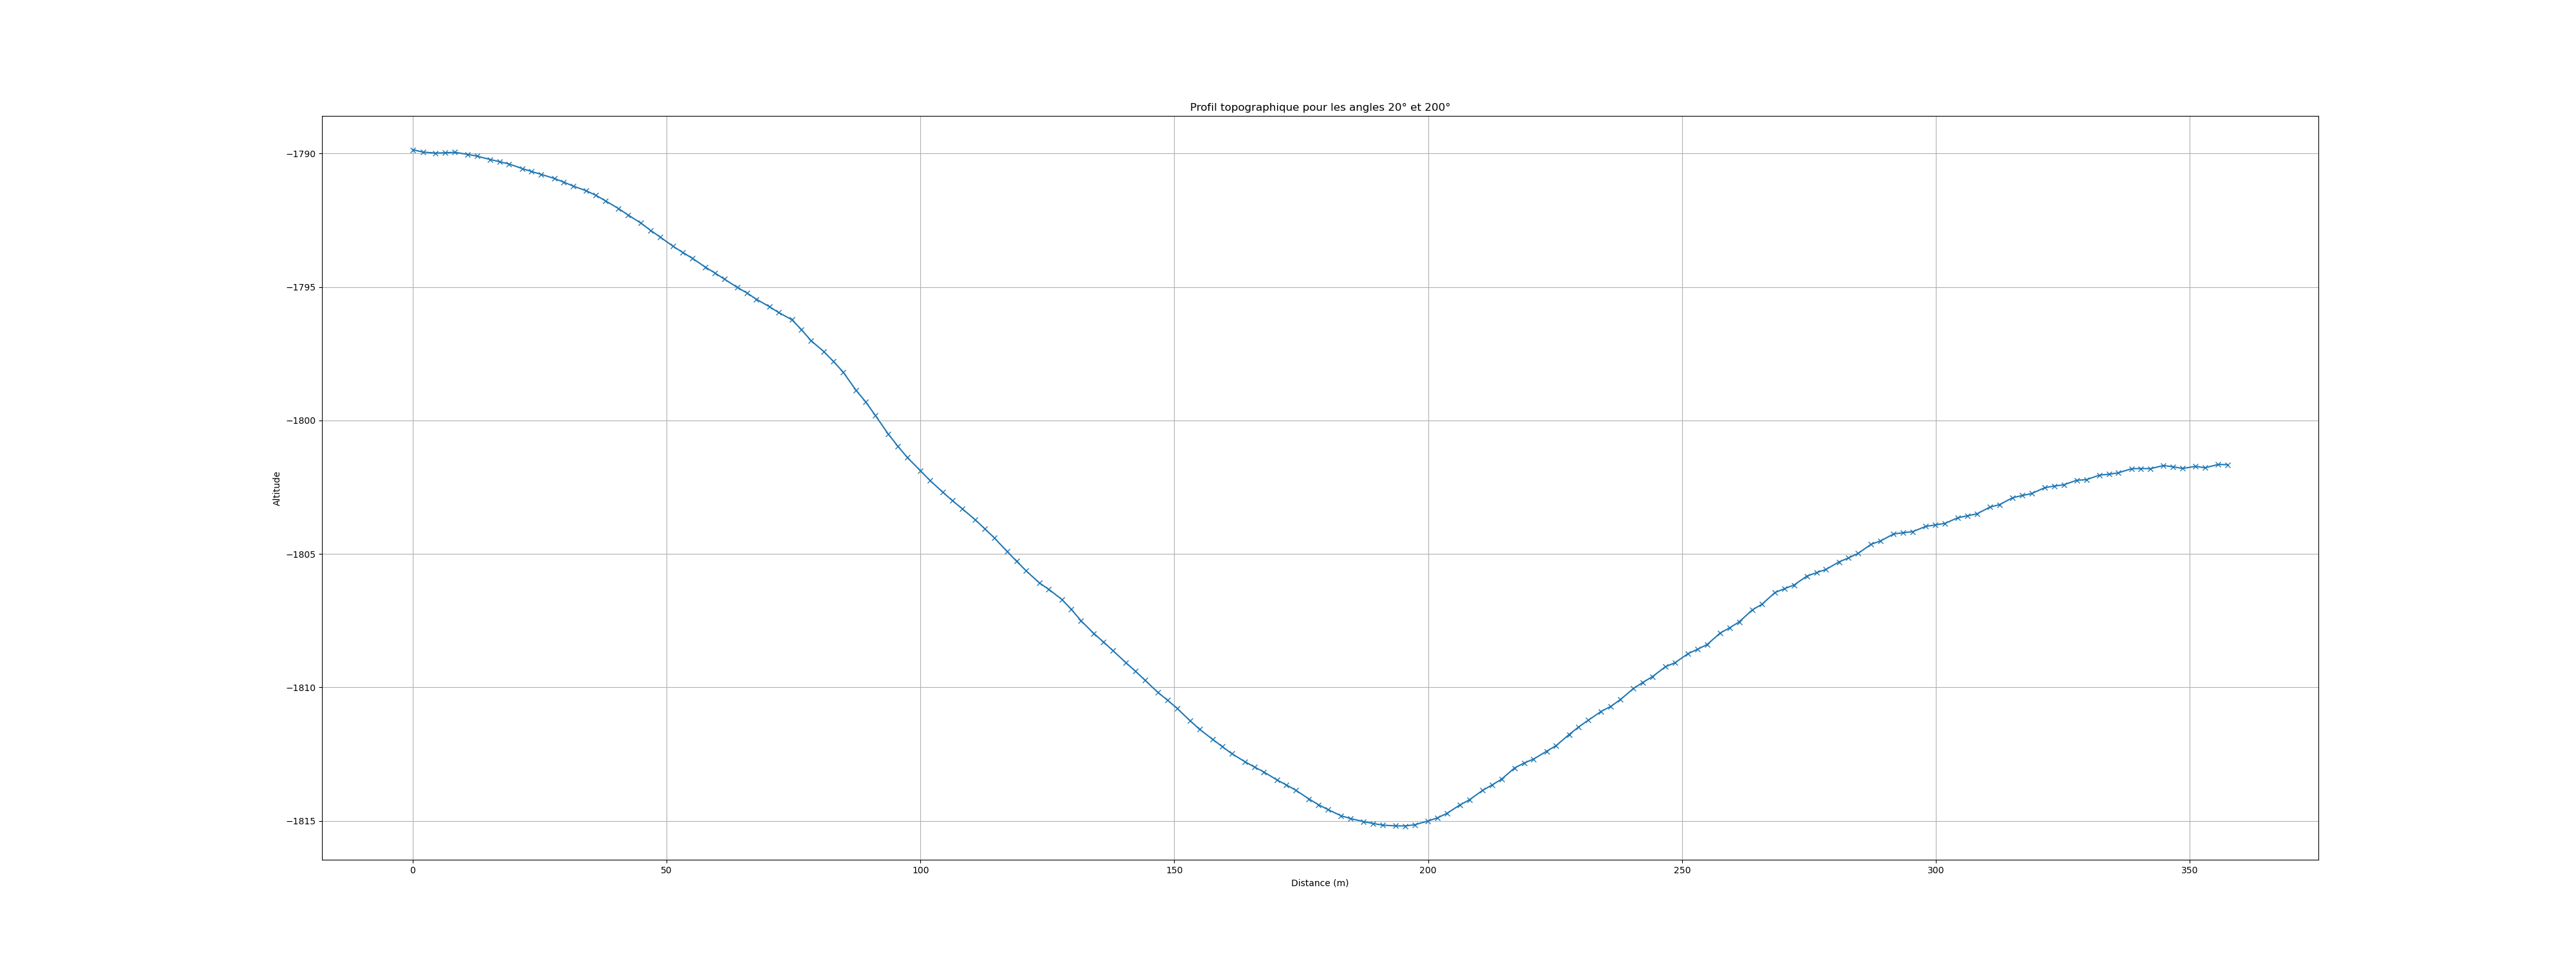 Profil topographique pour les angles 20° et 200°
Altitude
−1790
−1795
−1800
−1805
−1810
−1815
0 50 100 150 200 250 300 350
Distance (m)